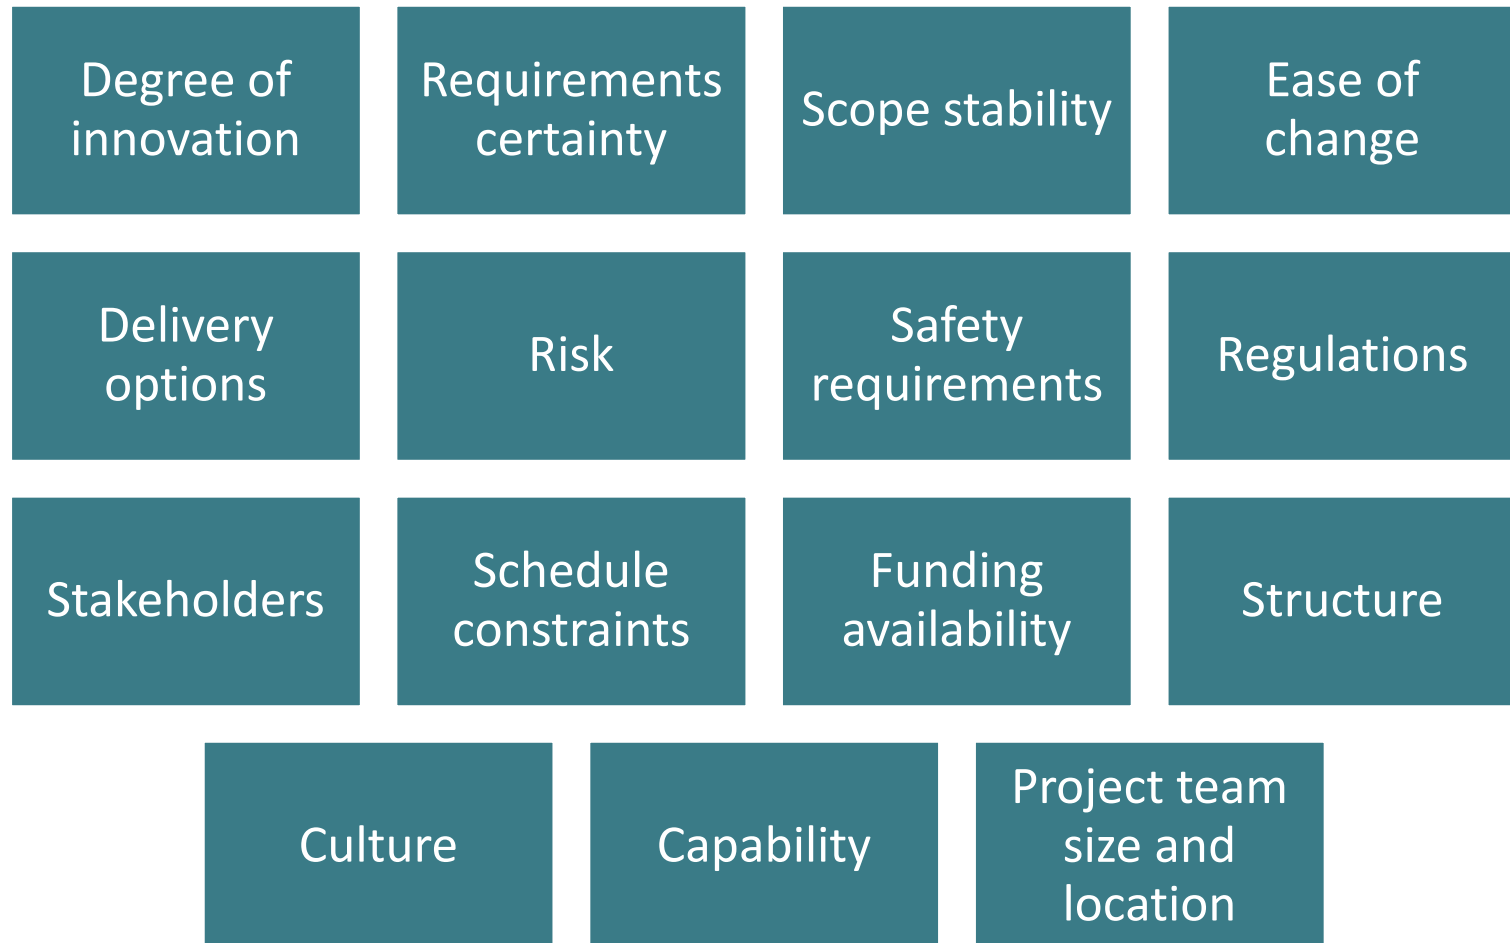 Degree of
innovation
Requirements
certainty
Scope stability
Ease of
change
Delivery
options
Risk
Safety
requirements
Regulations
Stakeholders
Schedule
constraints
Funding
availability
Structure
Culture
Capability
Project team
size and
location